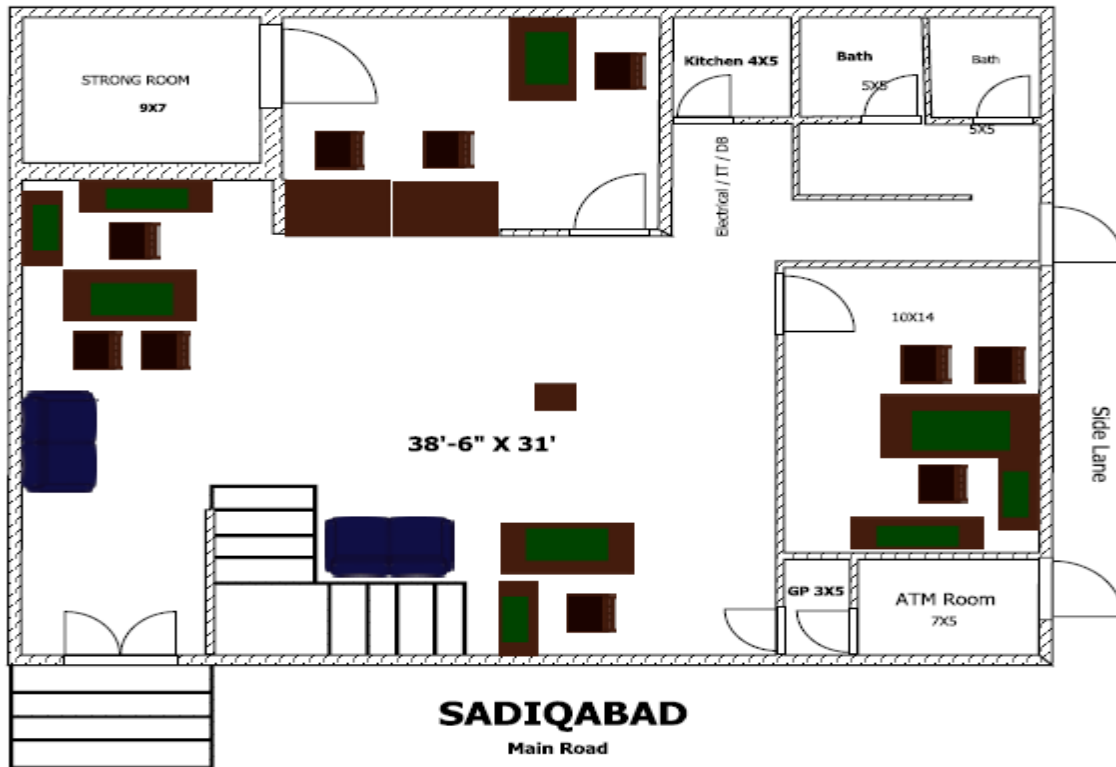 STRONG ROOM
9X7
Kitchen 4X5
Bath
5X5
Bath
5X5
Electrical / IT / DB
10X14
38'-6" X 31'
Side Lane
GP 3X5
ATM Room
7X5
SADIQABAD
Main Road